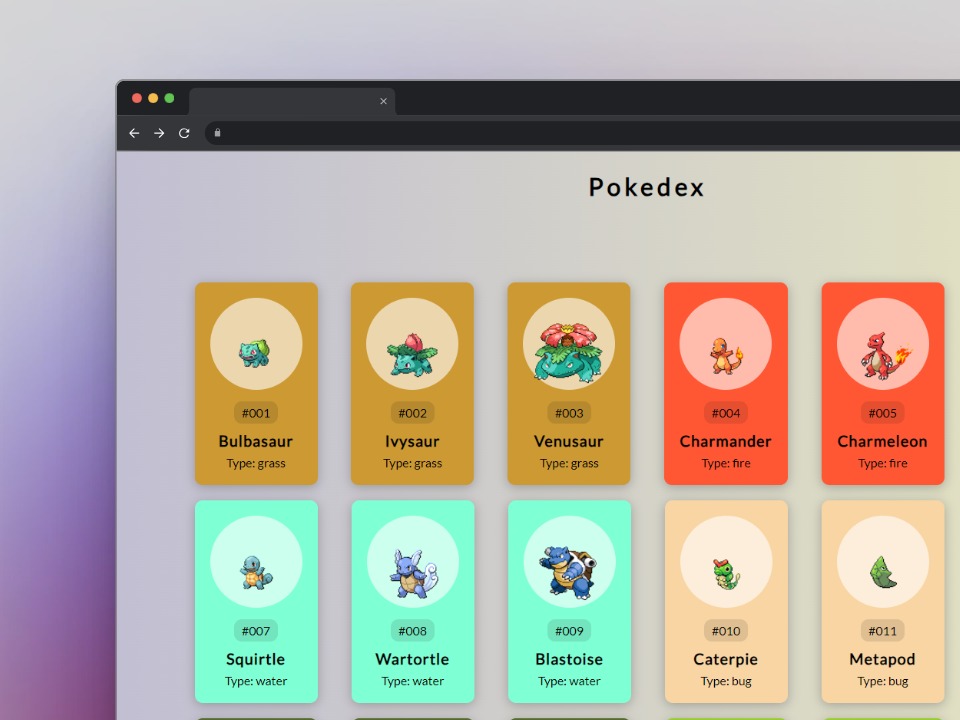 Pokedex
#001
Bulbasaur
Type: grass
#002
Ivysaur
Type: grass
#003
Venusaur
Type: grass
#004
Charmander
Type: fire
#005
Charmeleon
Type: fire
#007
Squirtle
Type: water
#008
Wartortle
Type: water
#009
Blastoise
Type: water
#010
Caterpie
Type: bug
#011
Metapod
Type: bug